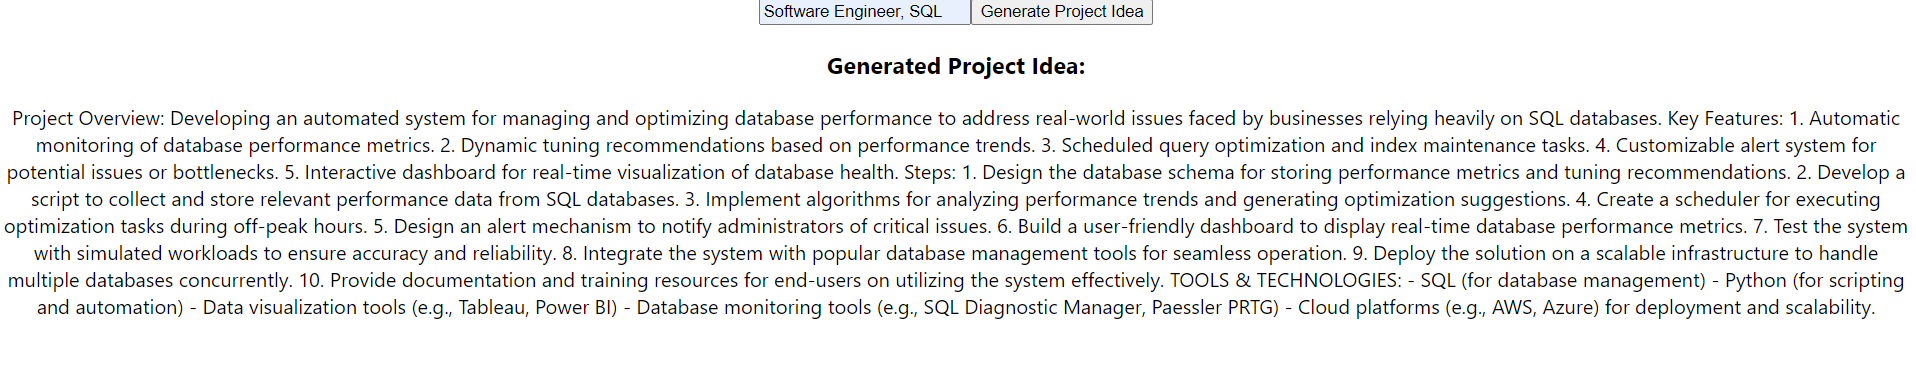 Software Engineer, SQL Generate Project Idea
Generated Project Idea:
Project Overview: Developing an automated system for managing and optimizing database performance to address real-world issues faced by businesses relying heavily on SQL databases. Key Features: 1. Automatic
monitoring of database performance metrics. 2. Dynamic tuning recommendations based on performance trends. 3. Scheduled query optimization and index maintenance tasks. 4. Customizable alert system for
potential issues or bottlenecks. 5. Interactive dashboard for real-time visualization of database health. Steps: 1. Design the database schema for storing performance metrics and tuning recommendations. 2. Develop a
script to collect and store relevant performance data from SQL databases. 3. Implement algorithms for analyzing performance trends and generating optimization suggestions. 4. Create a scheduler for executing
optimization tasks during off-peak hours. 5. Design an alert mechanism to notify administrators of critical issues. 6. Build a user-friendly dashboard to display real-time database performance metrics. 7. Test the system
with simulated workloads to ensure accuracy and reliability. 8. Integrate the system with popular database management tools for seamless operation. 9. Deploy the solution on a scalable infrastructure to handle
multiple databases concurrently. 10. Provide documentation and training resources for end-users on utilizing the system effectively. TOOLS & TECHNOLOGIES: - SQL (for database management) - Python (for scripting
and automation) - Data visualization tools (e.g., Tableau, Power BI) - Database monitoring tools (e.g., SQL Diagnostic Manager, Paessler PRTG) - Cloud platforms (e.g., AWS, Azure) for deployment and scalability.